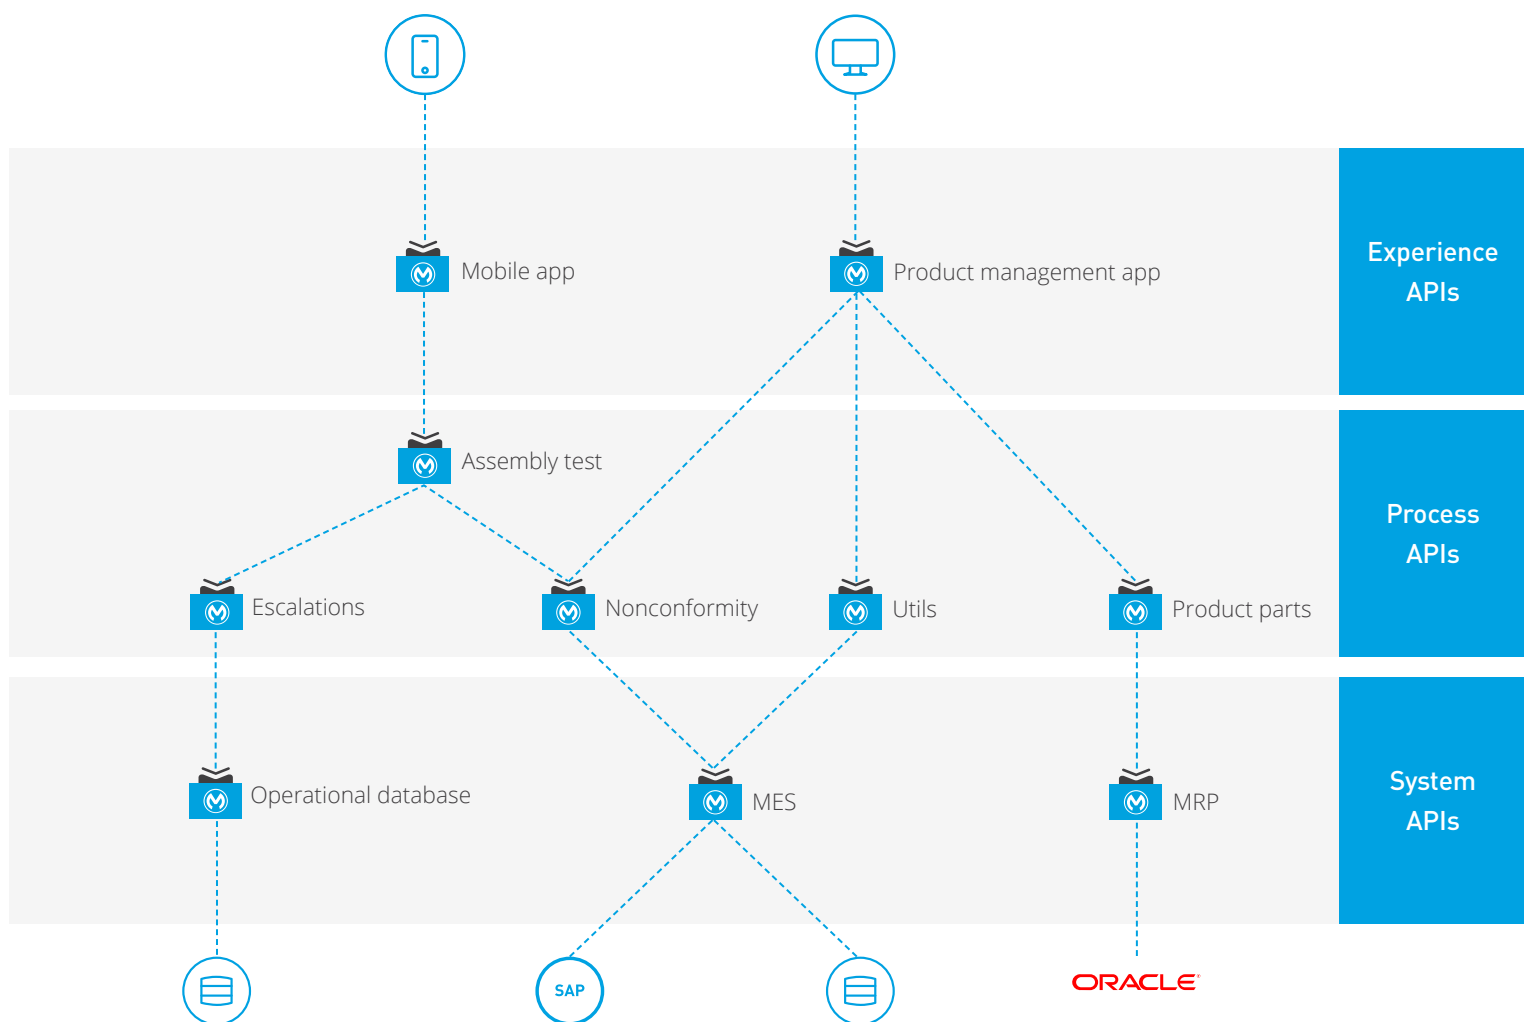 Mobile app
Product management app
Experience
APIs
Assembly test
Process
APIs
Escalations
Nonconformity
Utils
Product parts
Operational database
MES
MRP
System
APIs
SAP
ORACLE